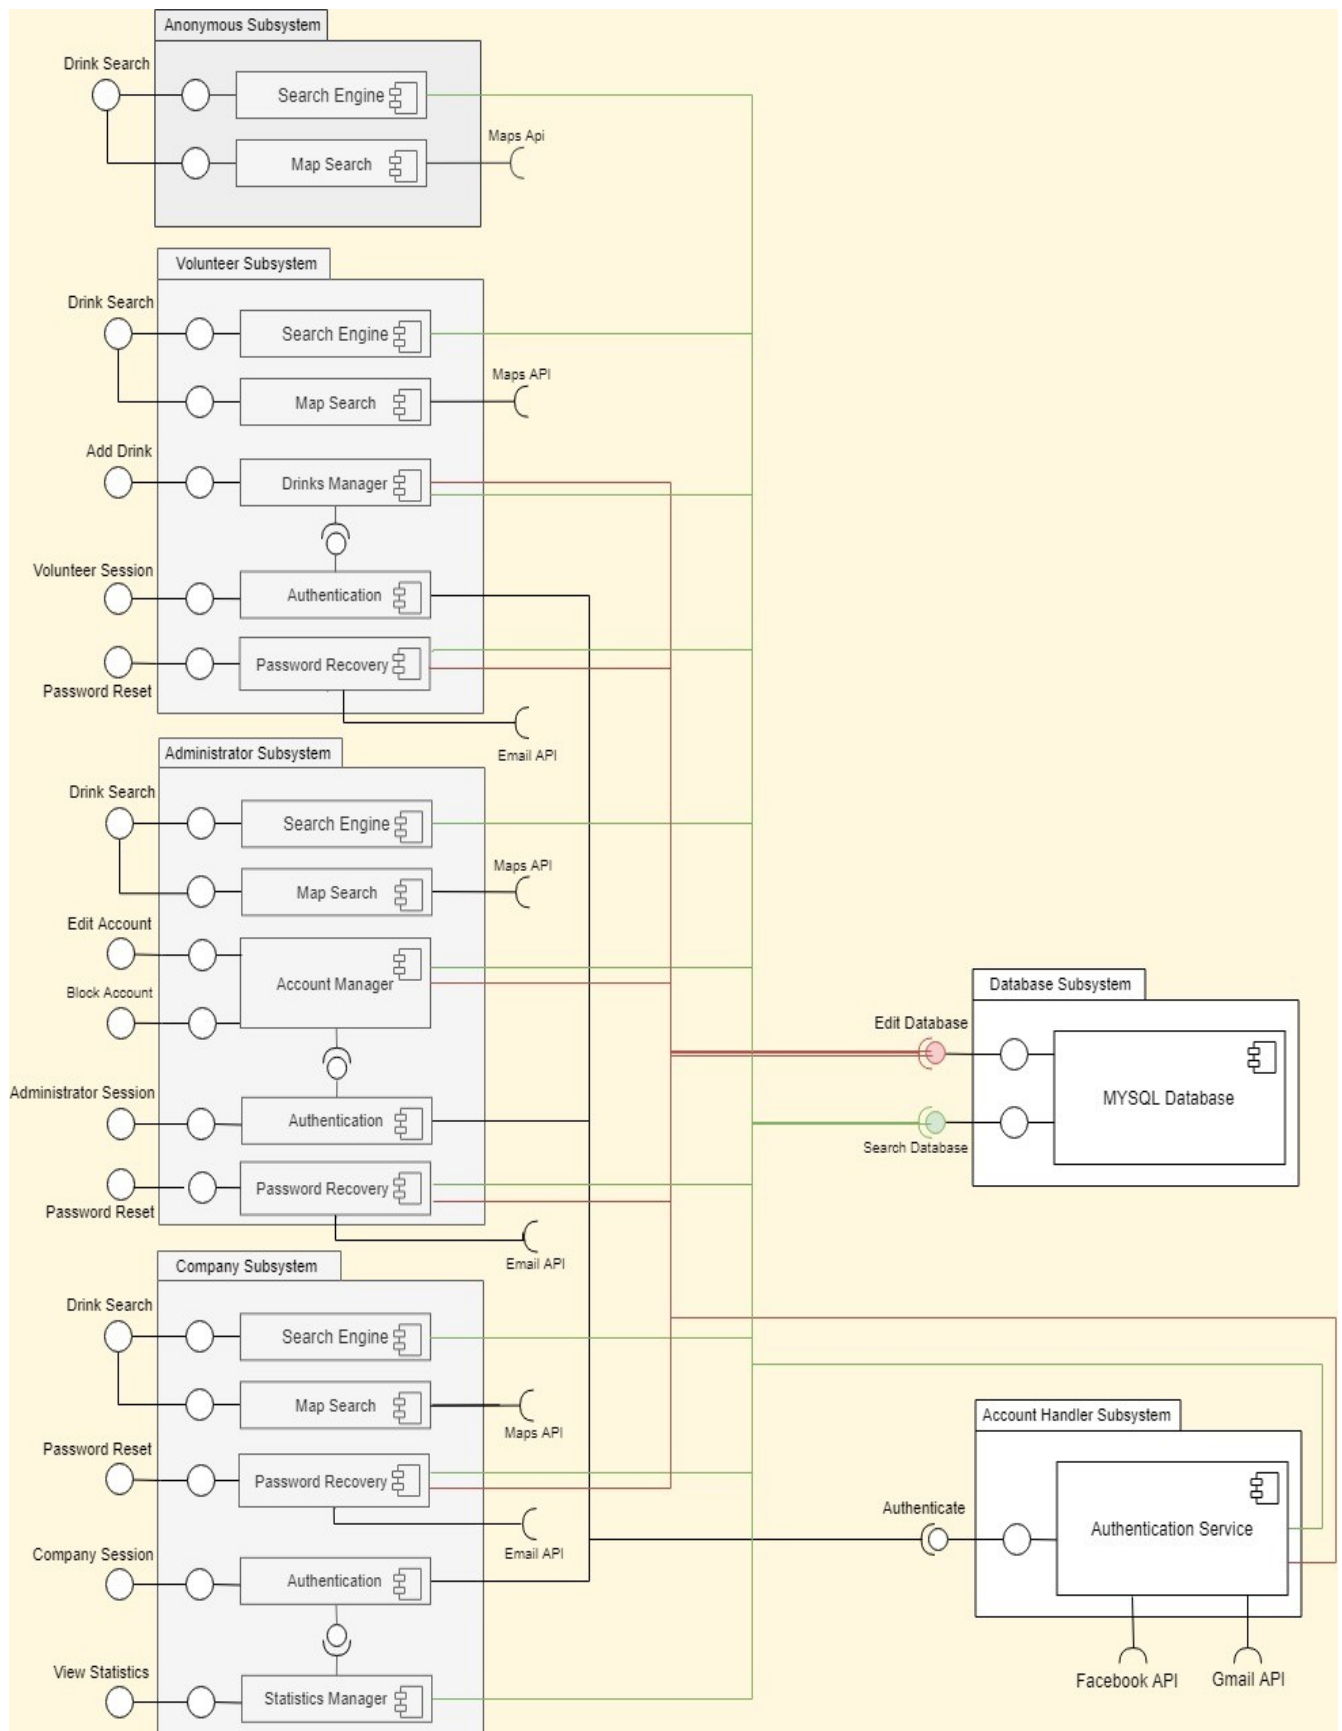 Anonymous Subsystem
Drink Search
Search Engine
Maps Api
Map Search
Volunteer Subsystem
Drink Search
Search Engine
Maps API
Map Search
Add Drink
Drinks Manager
Volunteer Session
Authentication
Password Recovery
Password Reset
Email API
Administrator Subsystem
Drink Search
Search Engine
Maps API
Map Search
Edit Account
Account Manager
Block Account
Administrator Session
Authentication
Password Recovery
Password Reset
Email API
Database Subsystem
Edit Database
MYSQL Database
Search Database
Company Subsystem
Drink Search
Search Engine
Map Search
Maps API
Password Reset
Password Recovery
Email API
Company Session
Authentication
View Statistics
Statistics Manager
Account Handler Subsystem
Authenticate
Authentication Service
Facebook API
Gmail API